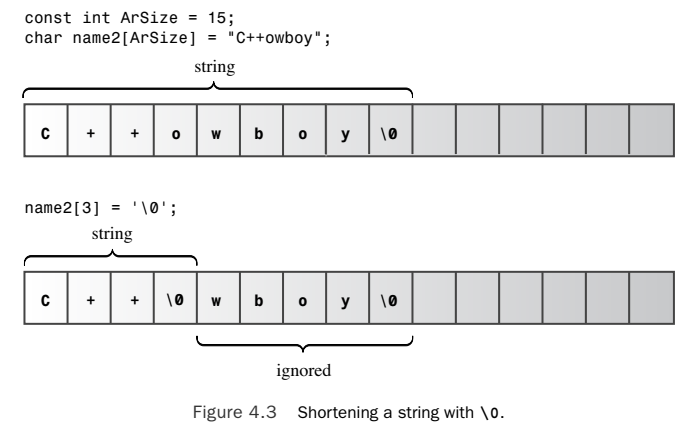 const int ArSize = 15;
char name2[ArSize] = "C++owboy";
string
C + + o w b o y \0
name2[3] = '\0';
string
C + + \0 w b o y \0
ignored
Figure 4.3 Shortening a string with \0.